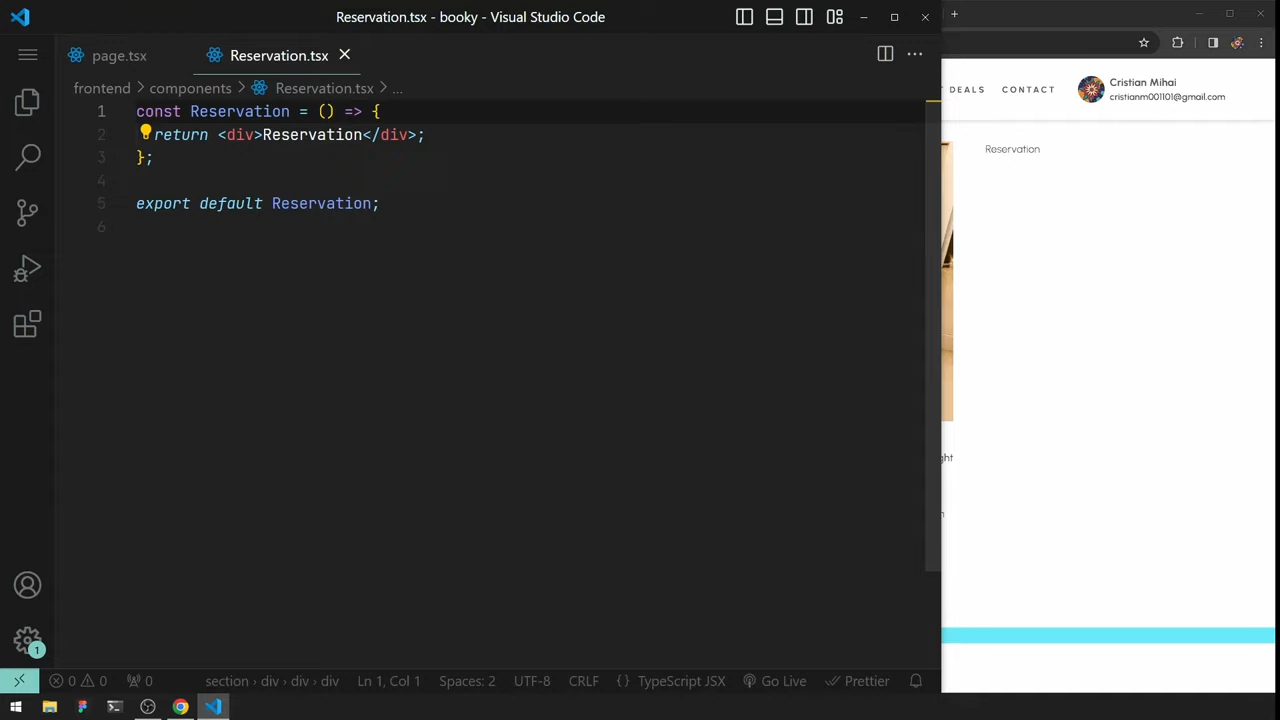 Reservation.tsx - booky - Visual Studio Code
page.tsx
Reservation.tsx
frontend
components
Reservation.tsx
...
1 const Reservation = () => {
2 return <div>Reservation</div>;
3 };
4
5 export default Reservation;
6
DEALS
CONTACT
Cristian Mihai
cristianm001101@gmail.com
Reservation
ght
1
0 0
0
section › div › div › div
Ln 1, Col 1
Spaces: 2
UTF-8
CRLF
{} TypeScript JSX
Go Live
Prettier